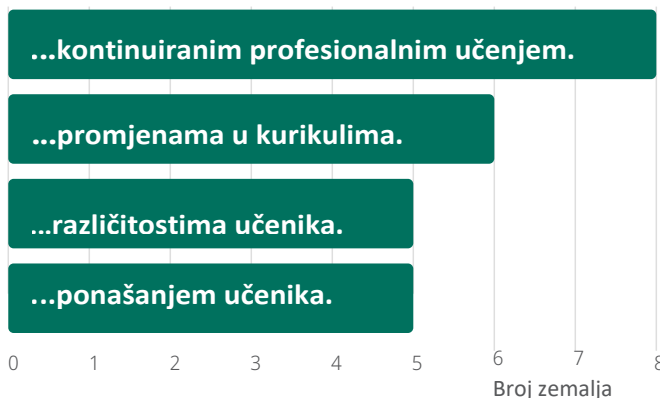 ...kontinuiranim profesionalnim učenjem.
...promjenama u kurikulima.
...različitostima učenika.
...ponašanjem učenika.
0 1 2 3 4 5 6 7 8
Broj zemalja